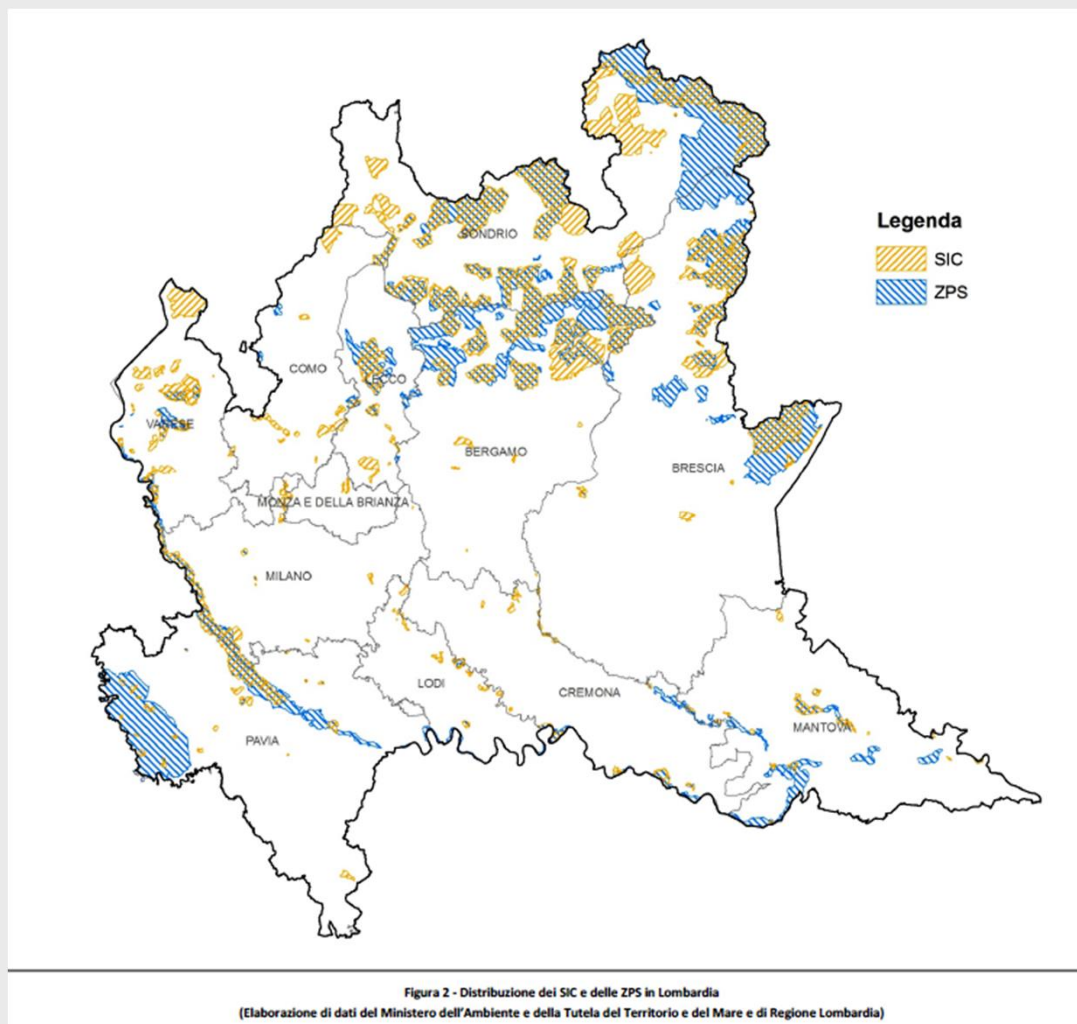 Legenda
SIC
ZPS
SONDRIO
COMO
LECCO
VARESE
BERGAMO
BRESCIA
MONZA E DELLA BRIANZA
MILANO
LODI
CREMONA
MANTOVA
PAVIA
Figura 2 - Distribuzione dei SIC e delle ZPS in Lombardia
(Elaborazione di dati del Ministero dell'Ambiente e della Tutela del Territorio e del Mare e di Regione Lombardia)